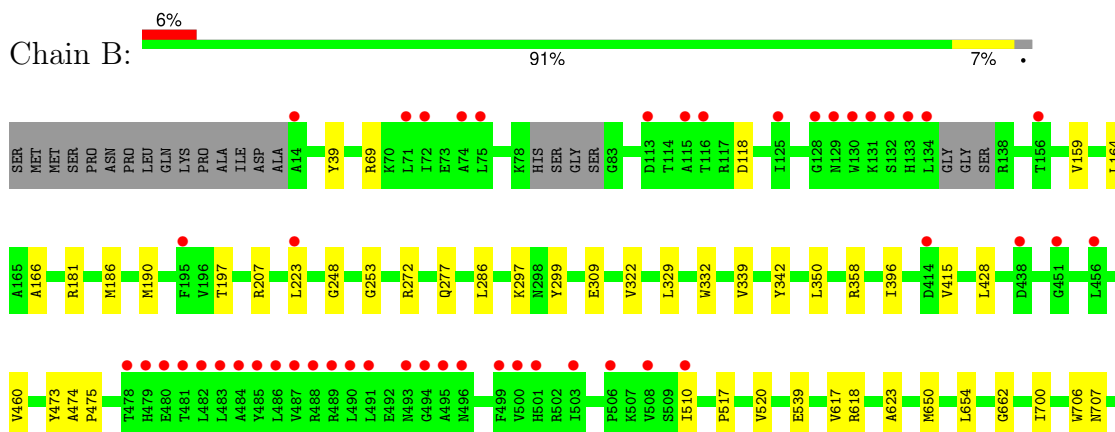 6%
Chain B:
91% 7% •
SER MET MET SER PRO ASN PRO LEU GLN LYS PRO ALA ILE ASP ALA A14 Y39 R69 K70 L71 I72 E73 A74 L75 K78 HIS SER GLY SER G83 D113 T114 A115 T116 R117 D118 I125 G128 N129 W130 K131 S132 H133 L134 GLY GLY SER R138 T156 V159 L164
A165 A166 R181 M186 M190 F195 V196 T197 R207 L223 G248 G253 R272 Q277 L286 K297 N298 Y299 E309 V322 L329 W332 V339 Y342 L350 R358 I396 D414 V415 L428 D438 G451 L456
V460 Y473 A474 P475 T478 H479 E480 T481 L482 L483 A484 Y485 L486 V487 R488 R489 L490 L491 E492 N493 G494 A495 N496 F499 V500 H501 R502 I503 P506 K507 V508 S509 I510 P517 V520 E539 V617 R618 A623 M650 L654 G662 I700 W706 N707